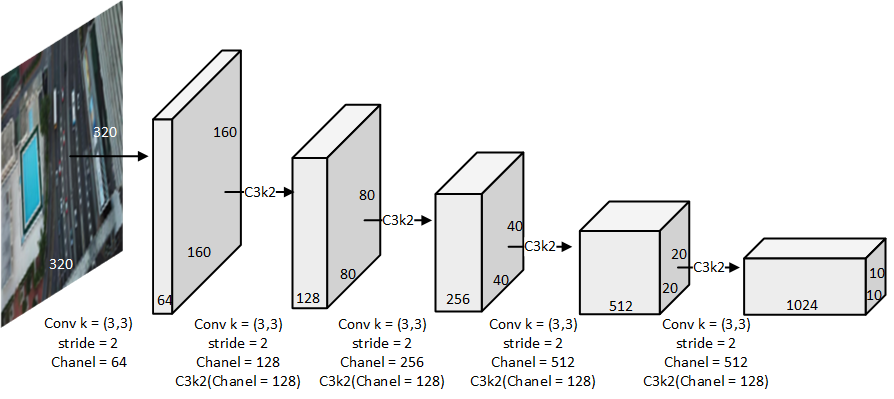 320
320
160
160
64
C3k2
80
80
128
C3k2
40
40
256
C3k2
20
20
512
C3k2
10
10
1024
Conv k = (3,3)
stride = 2
Chanel = 64
Conv k = (3,3)
stride = 2
Chanel = 128
C3k2(Chanel = 128)
Conv k = (3,3)
stride = 2
Chanel = 256
C3k2(Chanel = 128)
Conv k = (3,3)
stride = 2
Chanel = 512
C3k2(Chanel = 128)
Conv k = (3,3)
stride = 2
Chanel = 512
C3k2(Chanel = 128)